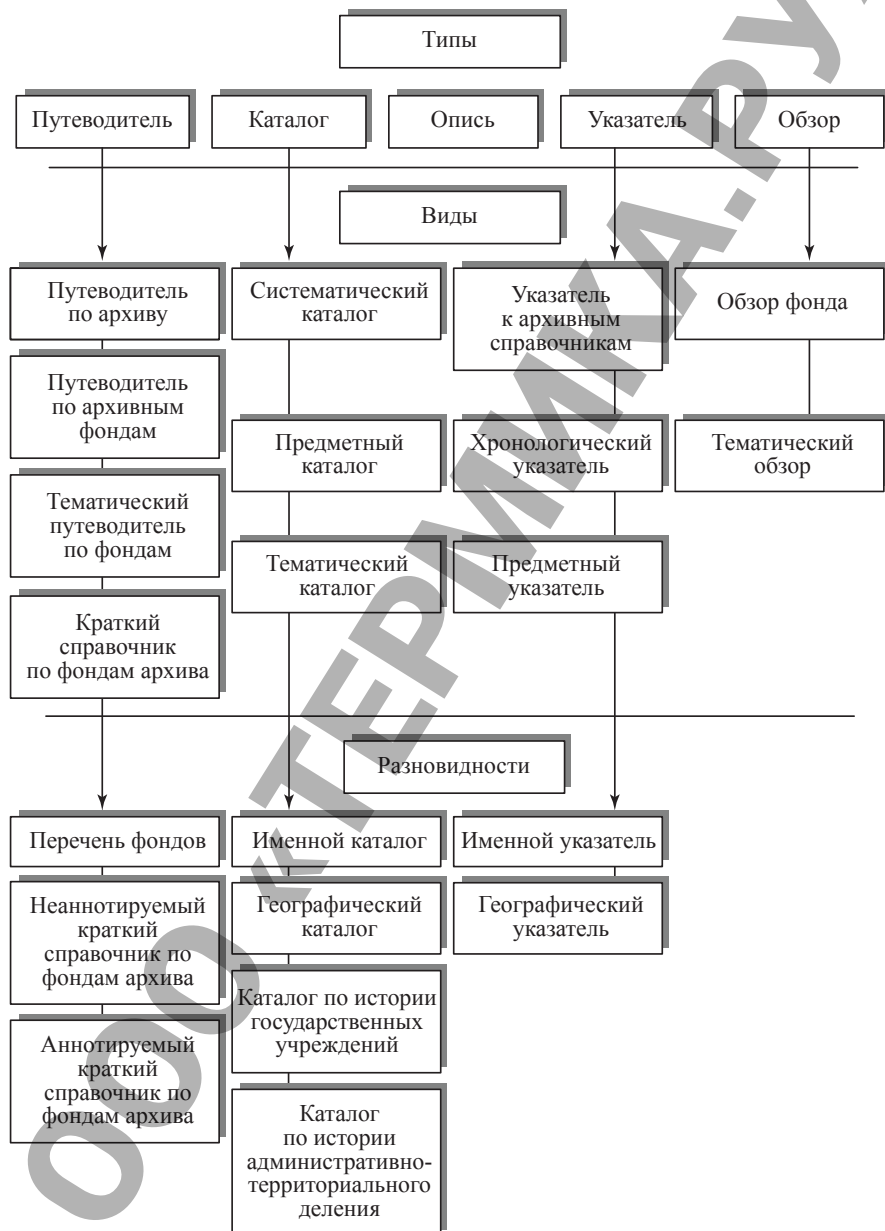 Типы
Путеводитель
Каталог
Опись
Указатель
Обзор
Виды
Путеводитель
по архиву
Путеводитель
по архивным
фондам
Тематический
путеводитель
по фондам
Краткий
справочник
по фондам архива
Систематический
каталог
Предметный
каталог
Тематический
каталог
Указатель
к архивным
справочникам
Хронологический
указатель
Предметный
указатель
Обзор фонда
Тематический
обзор
Разновидности
Перечень фондов
Неаннотируемый
краткий
справочник по
фондам архива
Аннотируемый
краткий
справочник по
фондам архива
Именной каталог
Географический
каталог
Каталог по истории
государственных
учреждений
Каталог
по истории
административно-
территориального
деления
Именной указатель
Географический
указатель
ООО «ТЕРМИКА.РУ